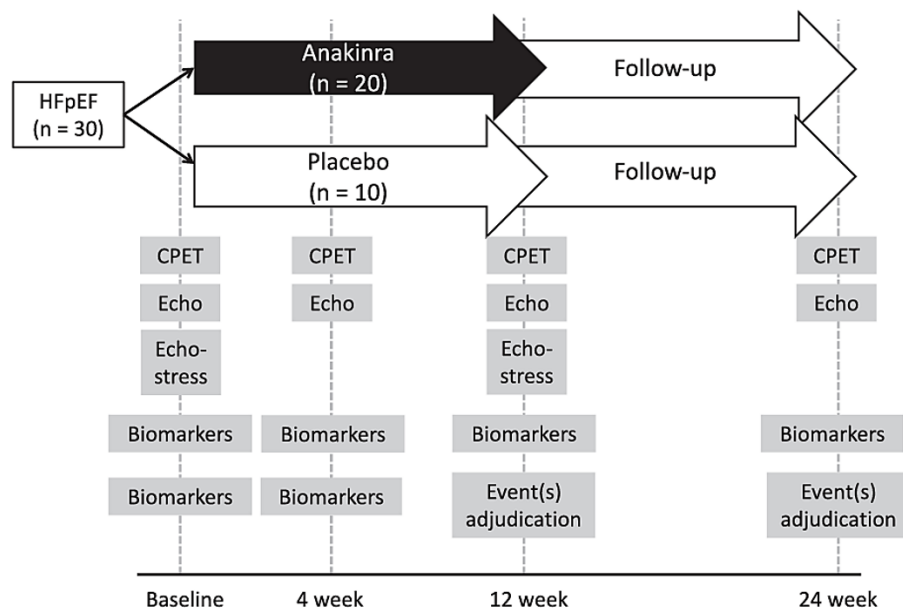 Anakinra
(n = 20)
Follow-up
HFpEF
(n = 30)
Placebo
(n = 10)
Follow-up
CPET
CPET
CPET
CPET
Echo
Echo
Echo
Echo
Echo-
stress
Echo-
stress
Biomarkers
Biomarkers
Biomarkers
Biomarkers
Biomarkers
Biomarkers
Event(s)
adjudication
Event(s)
adjudication
Baseline
4 week
12 week
24 week